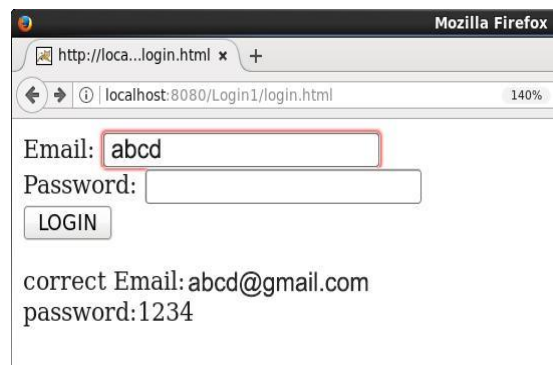 Mozilla Firefox
http://loca...login.html × +
localhost:8080/Login1/login.html 140%
Email: abcd
Password:
LOGIN
correct Email: abcd@gmail.com
password:1234